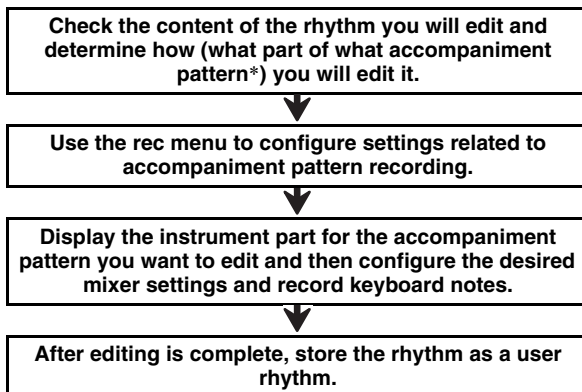 Check the content of the rhythm you will edit and
determine how (what part of what accompaniment
pattern*) you will edit it.
Use the rec menu to configure settings related to
accompaniment pattern recording.
Display the instrument part for the accompaniment
pattern you want to edit and then configure the desired
mixer settings and record keyboard notes.
After editing is complete, store the rhythm as a user
rhythm.